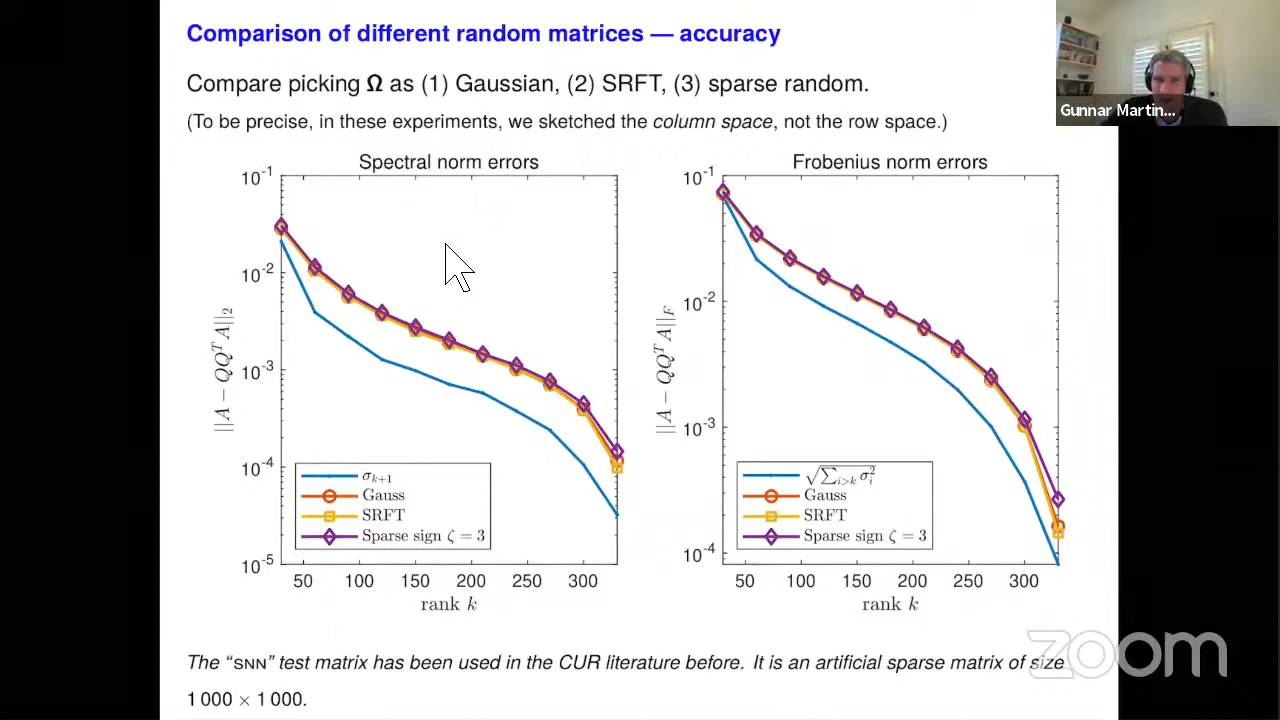 Comparison of different random matrices — accuracy
Compare picking Ω as (1) Gaussian, (2) SRFT, (3) sparse random.
(To be precise, in these experiments, we sketched the column space, not the row space.)
Gunnar Martin...
Spectral norm errors
||A − QQ^T A||_2
10^-1
10^-2
10^-3
10^-4
10^-5
σ_{k+1}
Gauss
SRFT
Sparse sign ζ = 3
50 100 150 200 250 300
rank k
Frobenius norm errors
||A − QQ^T A||_F
10^-1
10^-2
10^-3
10^-4
√∑_{i>k} σ_i^2
Gauss
SRFT
Sparse sign ζ = 3
50 100 150 200 250 300
rank k
The “SNN” test matrix has been used in the CUR literature before. It is an artificial sparse matrix of size
1 000 × 1 000.
zoom